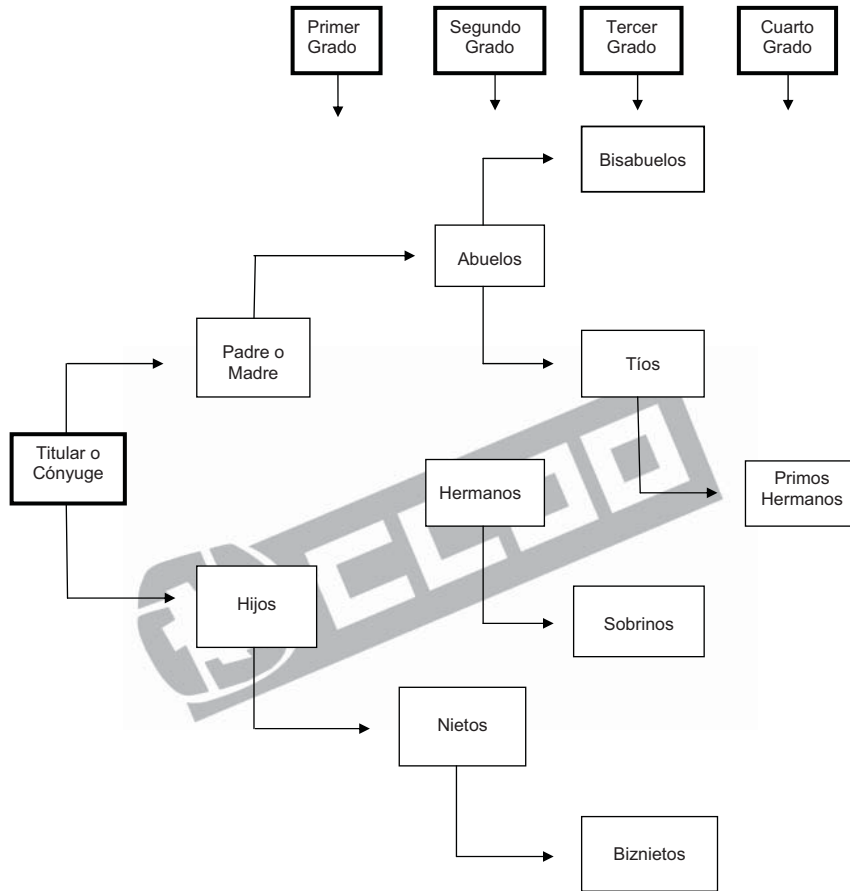 Primer
Grado
Segundo
Grado
Tercer
Grado
Cuarto
Grado
Bisabuelos
Abuelos
Padre o
Madre
Tíos
Titular o
Cónyuge
Hermanos
Primos
Hermanos
Hijos
Sobrinos
Nietos
Biznietos
CCOO